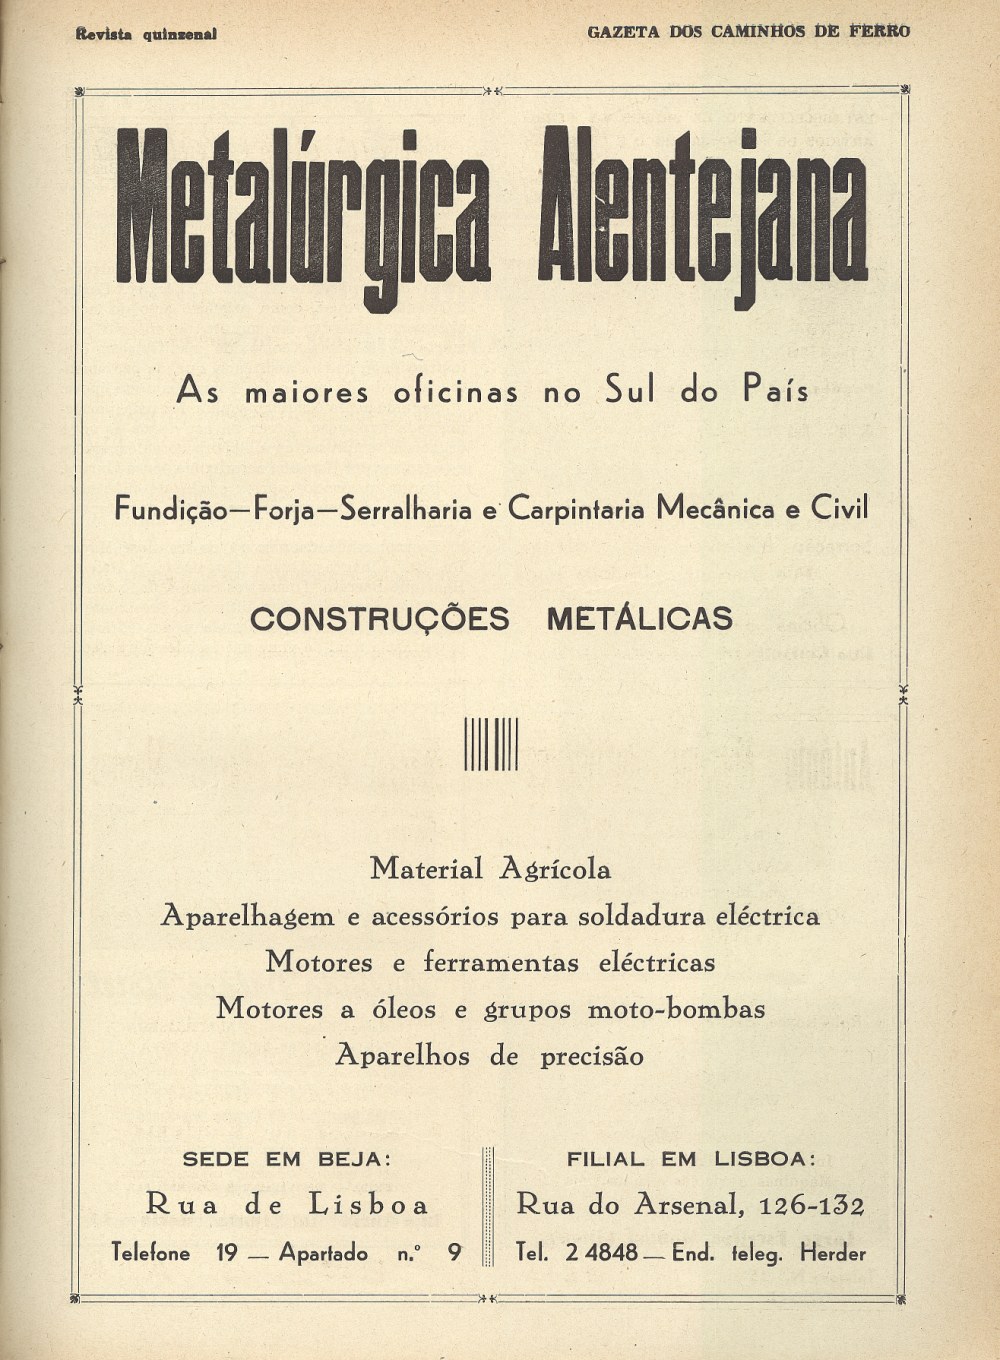 Revista quinzenal
GAZETA DOS CAMINHOS DE FERRO
Metalúrgica Alentejana
As maiores oficinas no Sul do País
Fundição—Forja—Serralharia e Carpintaria Mecânica e Civil
CONSTRUÇÕES METÁLICAS
Material Agrícola
Aparelhagem e acessórios para soldadura eléctrica
Motores e ferramentas eléctricas
Motores a óleos e grupos moto-bombas
Aparelhos de precisão
SEDE EM BEJA:
Rua de Lisboa
Telefone 19 — Apartado n.º 9
FILIAL EM LISBOA:
Rua do Arsenal, 126-132
Tel. 2 4848 — End. teleg. Herder